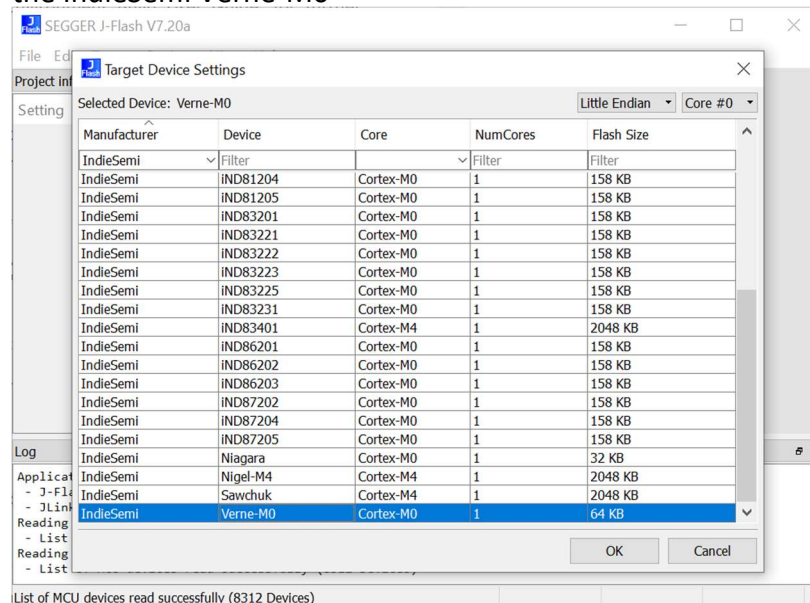 the IndieSemi Verne-M0
SEGGER J-Flash V7.20a
File Ed
Target Device Settings
Project inf
Selected Device: Verne-M0 Little Endian Core #0
Setting
Manufacturer Device Core NumCores Flash Size
IndieSemi Filter Filter Filter
IndieSemi iND81204 Cortex-M0 1 158 KB
IndieSemi iND81205 Cortex-M0 1 158 KB
IndieSemi iND83201 Cortex-M0 1 158 KB
IndieSemi iND83221 Cortex-M0 1 158 KB
IndieSemi iND83222 Cortex-M0 1 158 KB
IndieSemi iND83223 Cortex-M0 1 158 KB
IndieSemi iND83225 Cortex-M0 1 158 KB
IndieSemi iND83231 Cortex-M0 1 158 KB
IndieSemi iND83401 Cortex-M4 1 2048 KB
IndieSemi iND86201 Cortex-M0 1 158 KB
IndieSemi iND86202 Cortex-M0 1 158 KB
IndieSemi iND86203 Cortex-M0 1 158 KB
IndieSemi iND87202 Cortex-M0 1 158 KB
IndieSemi iND87204 Cortex-M0 1 158 KB
IndieSemi iND87205 Cortex-M0 1 158 KB
IndieSemi Niagara Cortex-M0 1 32 KB
IndieSemi Nigel-M4 Cortex-M4 1 2048 KB
IndieSemi Sawchuk Cortex-M4 1 2048 KB
IndieSemi Verne-M0 Cortex-M0 1 64 KB
OK Cancel
Log
Applicat
- J-Fla
- JLink
Reading
- List
Reading
- List
List of MCU devices read successfully (8312 Devices)